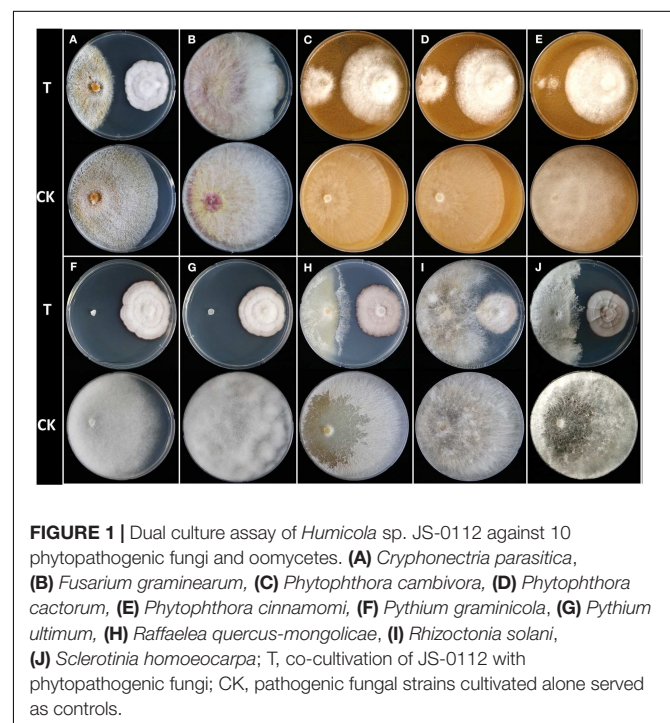 A B C D E
T
CK
F G H I J
T
CK
FIGURE 1 | Dual culture assay of Humicola sp. JS-0112 against 10
phytopathogenic fungi and oomycetes. (A) Cryphonectria parasitica,
(B) Fusarium graminearum, (C) Phytophthora cambivora, (D) Phytophthora
cactorum, (E) Phytophthora cinnamomi, (F) Pythium graminicola, (G) Pythium
ultimum, (H) Raffaelea quercus-mongolicae, (I) Rhizoctonia solani,
(J) Sclerotinia homoeocarpa; T, co-cultivation of JS-0112 with
phytopathogenic fungi; CK, pathogenic fungal strains cultivated alone served
as controls.